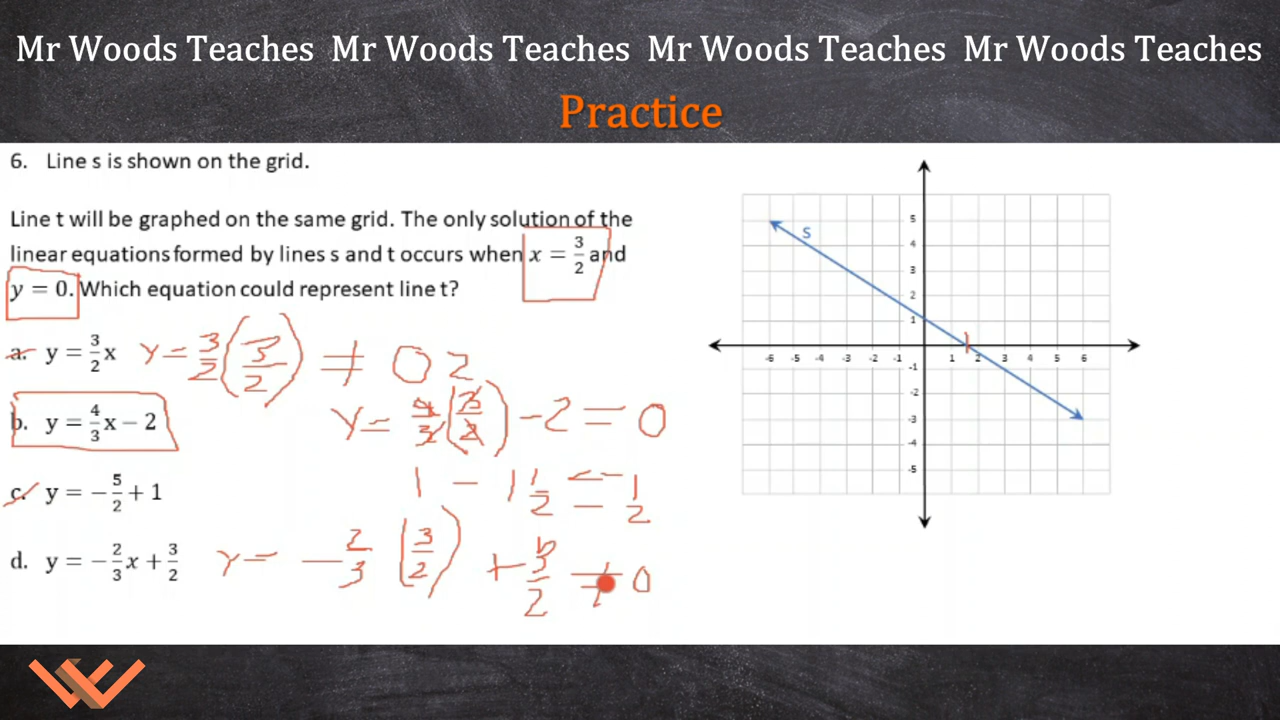 Mr Woods Teaches Mr Woods Teaches Mr Woods Teaches Mr Woods Teaches
Practice
6. Line s is shown on the grid.
Line t will be graphed on the same grid. The only solution of the
linear equations formed by lines s and t occurs when x = 3/2 and
y = 0. Which equation could represent line t?
a. y = 3/2 x y = 3/2 (3/2) ≠ 0 2
b. y = 4/3 x − 2 y = 4/3 (3/2) - 2 = 0
c. y = − 5/2 + 1 1 - 1 1/2 = - 1/2
d. y = − 2/3 x + 3/2 y = - 2/3 (3/2) + 3/2 ≠ 0
S
5
4
3
2
1
-6 -5 -4 -3 -2 -1 1 2 3 4 5 6
-1
-2
-3
-4
-5